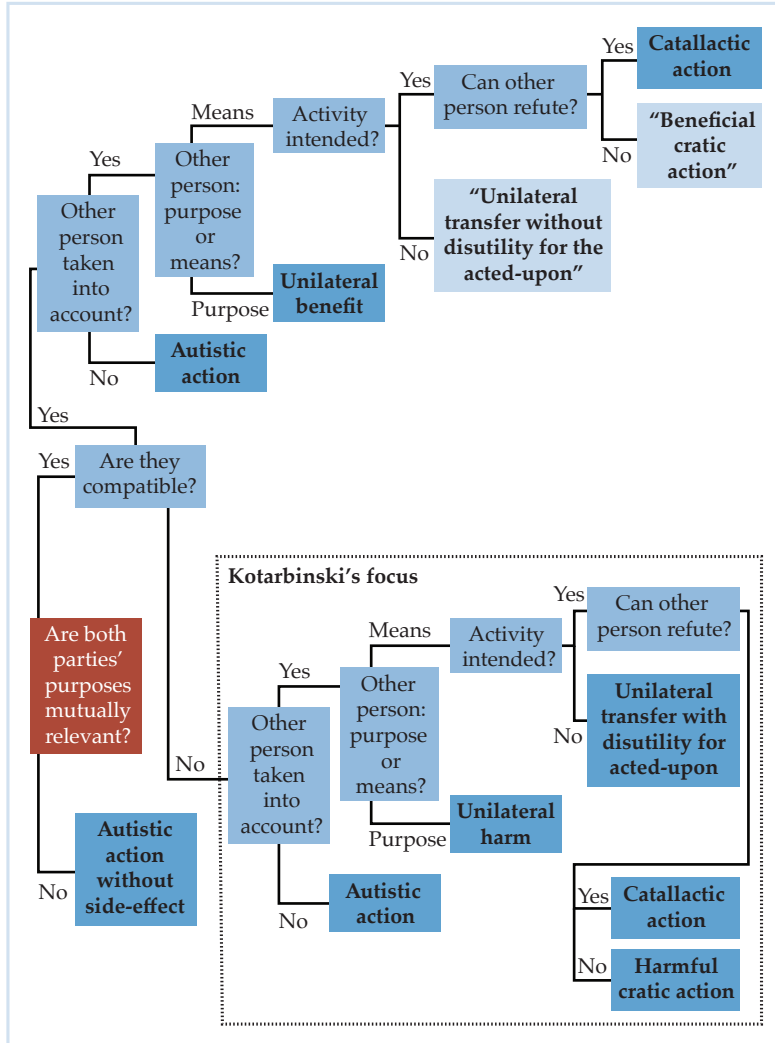 Yes
Catallactic
action
Yes
Can other
person refute?
Means
Activity
intended?
No
“Beneficial
cratic
action”
Yes
Other
person:
purpose
or
means?
“Unilateral
transfer without
disutility for the
acted-upon”
No
Other
person
taken
into
account?
Purpose
Unilateral
benefit
No
Autistic
action
Yes
Yes
Are they
compatible?
Kotarbinski’s focus
Yes
Can other
person refute?
Are both
parties’
purposes
mutually
relevant?
Means
Activity
intended?
Yes
Other
person:
purpose
or
means?
Unilateral
transfer with
disutility for
acted-upon
No
No
Other
person
taken
into
account?
Purpose
Unilateral
harm
Autistic
action
without
side-effect
No
No
Autistic
action
Yes
Catallactic
action
No
Harmful
cratic action